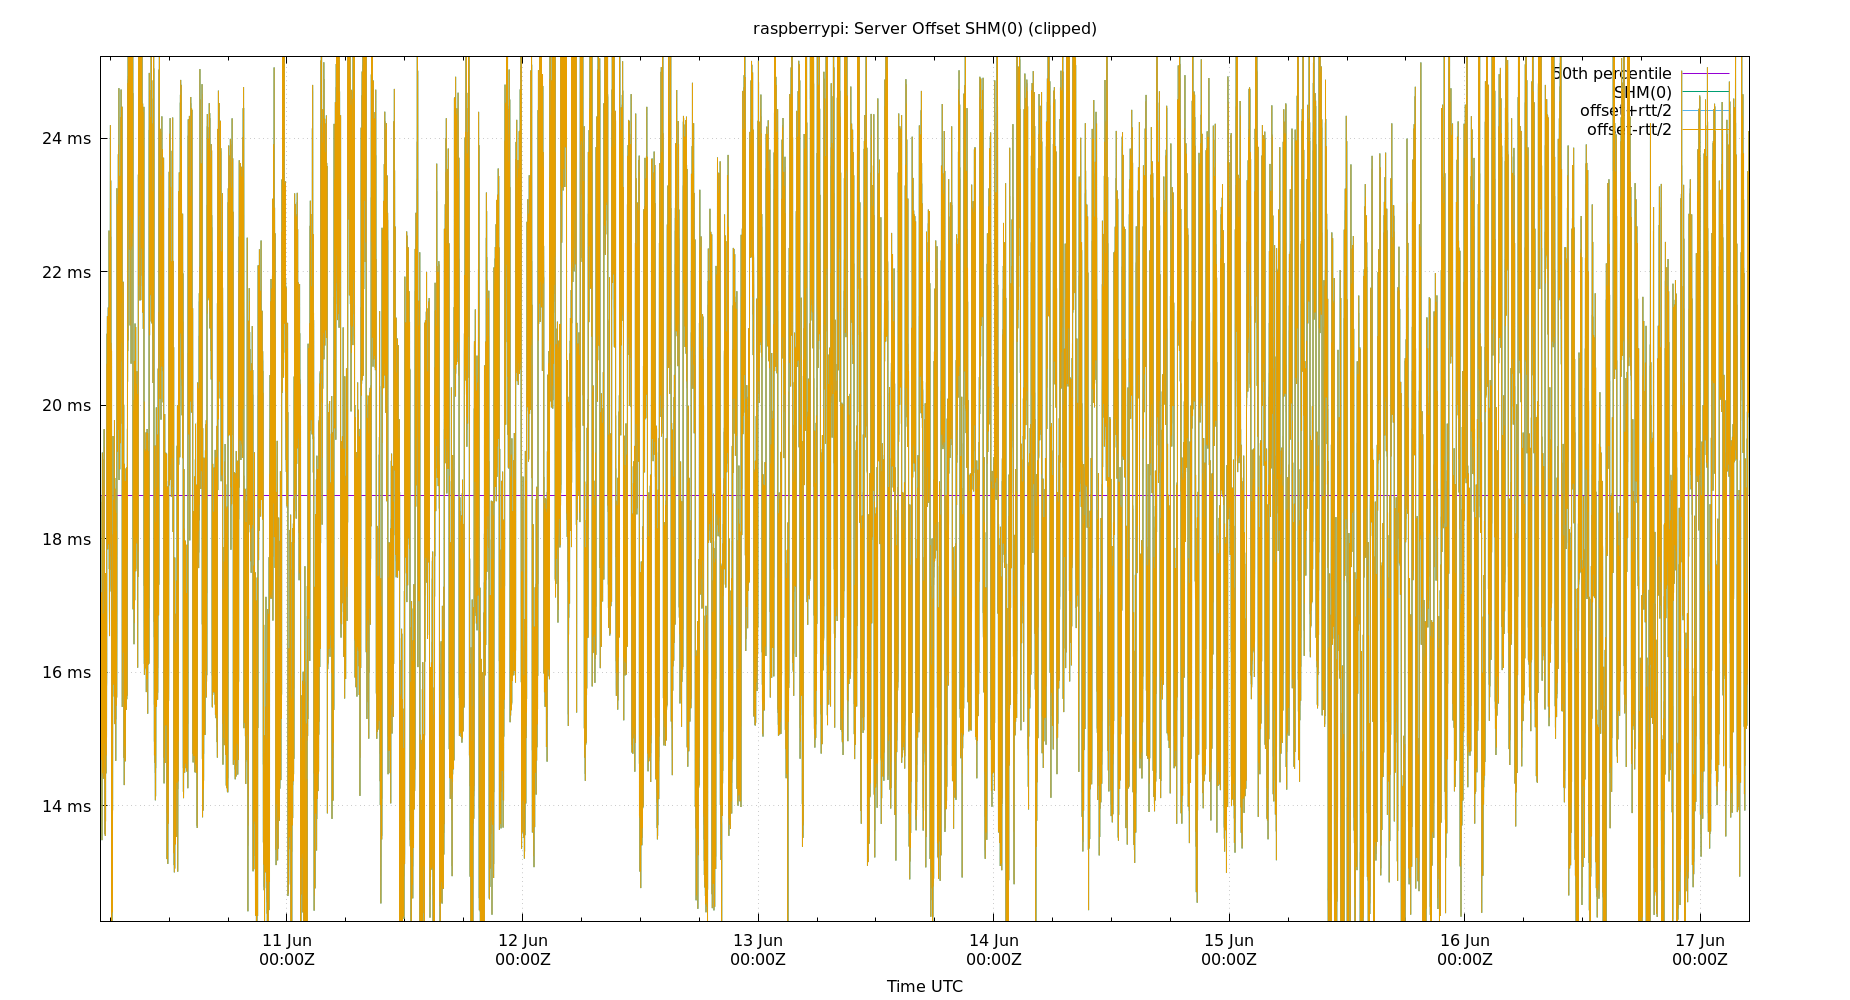 raspberrypi: Server Offset SHM(0) (clipped)
50th percentile
SHM(0)
offset+rtt/2
offset-rtt/2
24 ms
22 ms
20 ms
18 ms
16 ms
14 ms
11 Jun 12 Jun 13 Jun 14 Jun 15 Jun 16 Jun 17 Jun
00:00Z 00:00Z 00:00Z 00:00Z 00:00Z 00:00Z 00:00Z
Time UTC